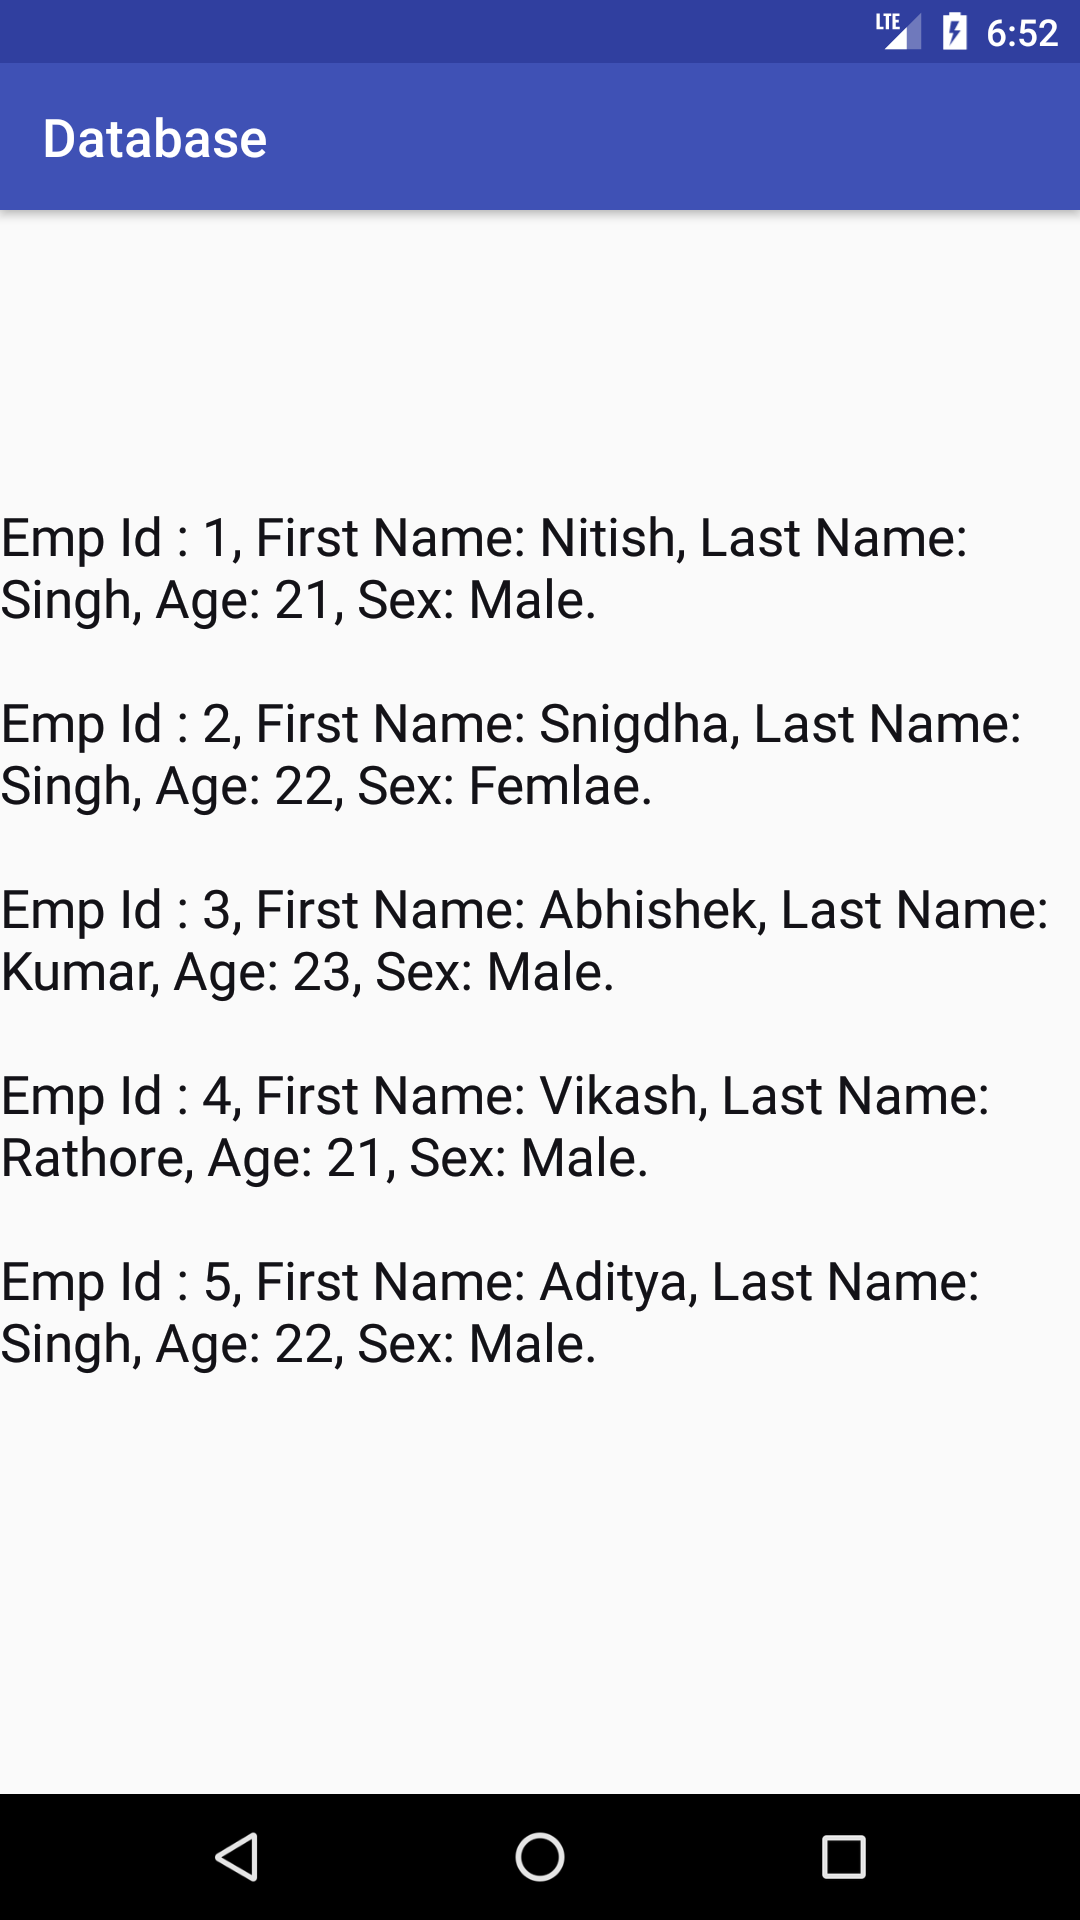 LTE 6:52
Database
Emp Id : 1, First Name: Nitish, Last Name:
Singh, Age: 21, Sex: Male.
Emp Id : 2, First Name: Snigdha, Last Name:
Singh, Age: 22, Sex: Femlae.
Emp Id : 3, First Name: Abhishek, Last Name:
Kumar, Age: 23, Sex: Male.
Emp Id : 4, First Name: Vikash, Last Name:
Rathore, Age: 21, Sex: Male.
Emp Id : 5, First Name: Aditya, Last Name:
Singh, Age: 22, Sex: Male.